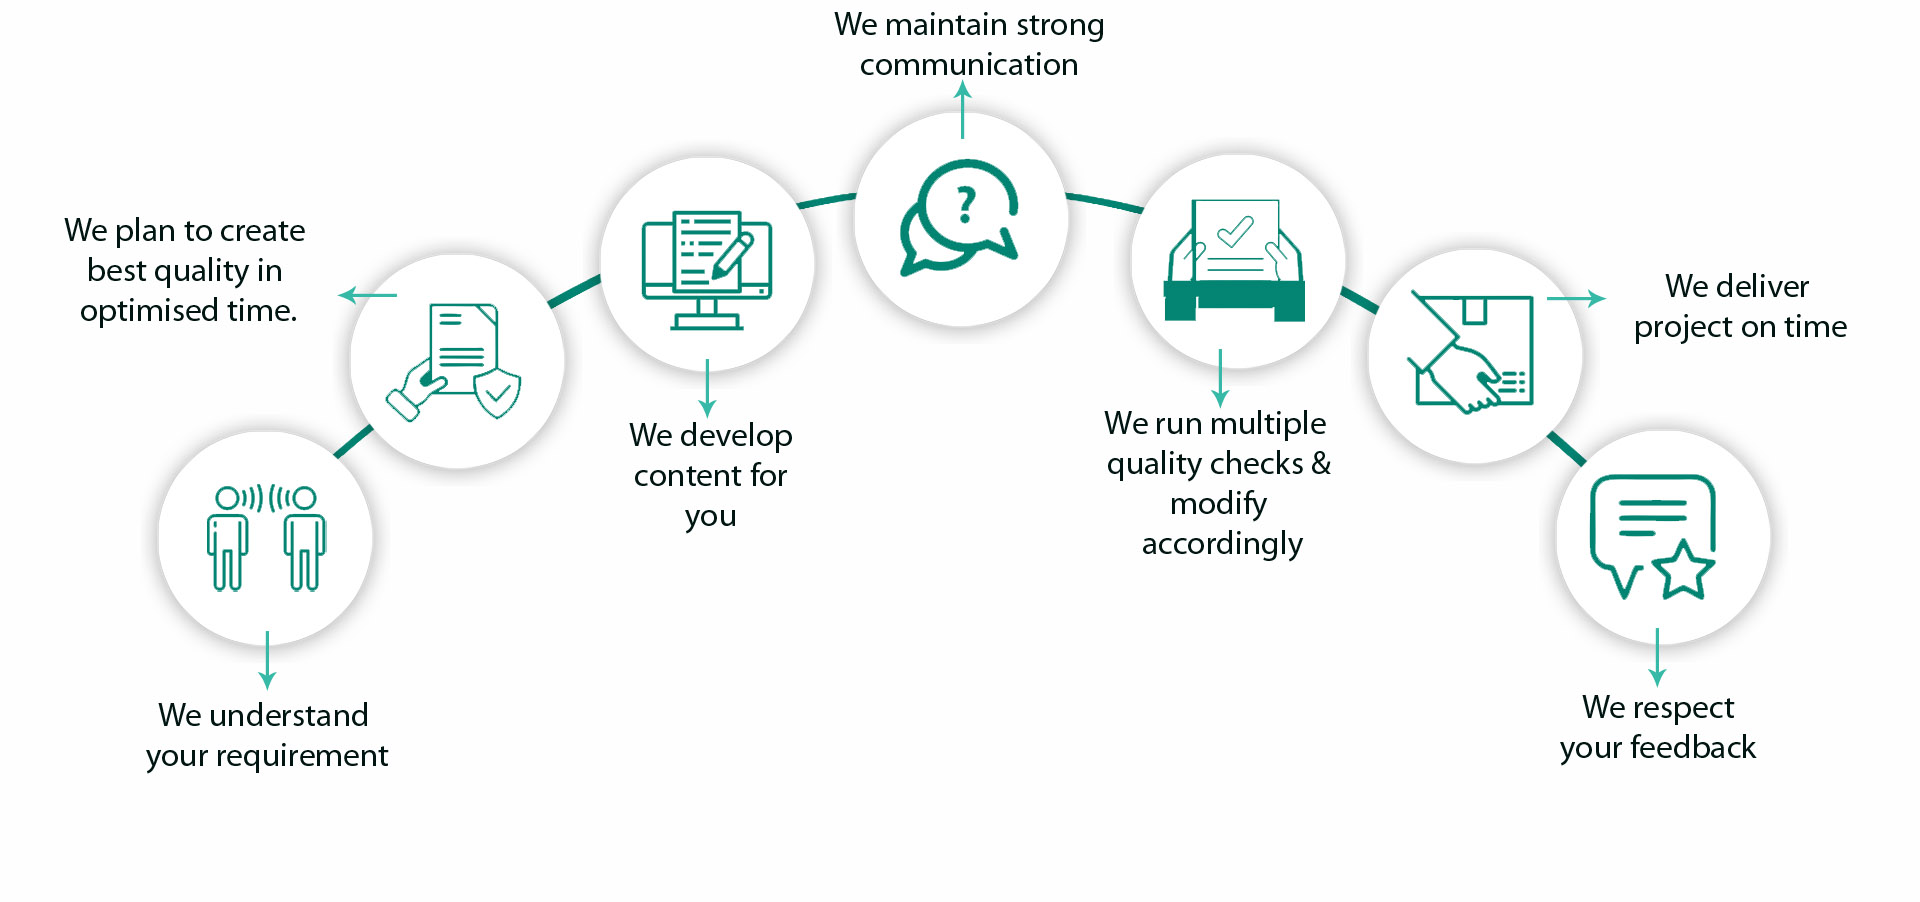 We understand
your requirement
We plan to create
best quality in
optimised time.
We develop
content for
you
We maintain strong
communication
?
We run multiple
quality checks &
modify
accordingly
We deliver
project on time
We respect
your feedback